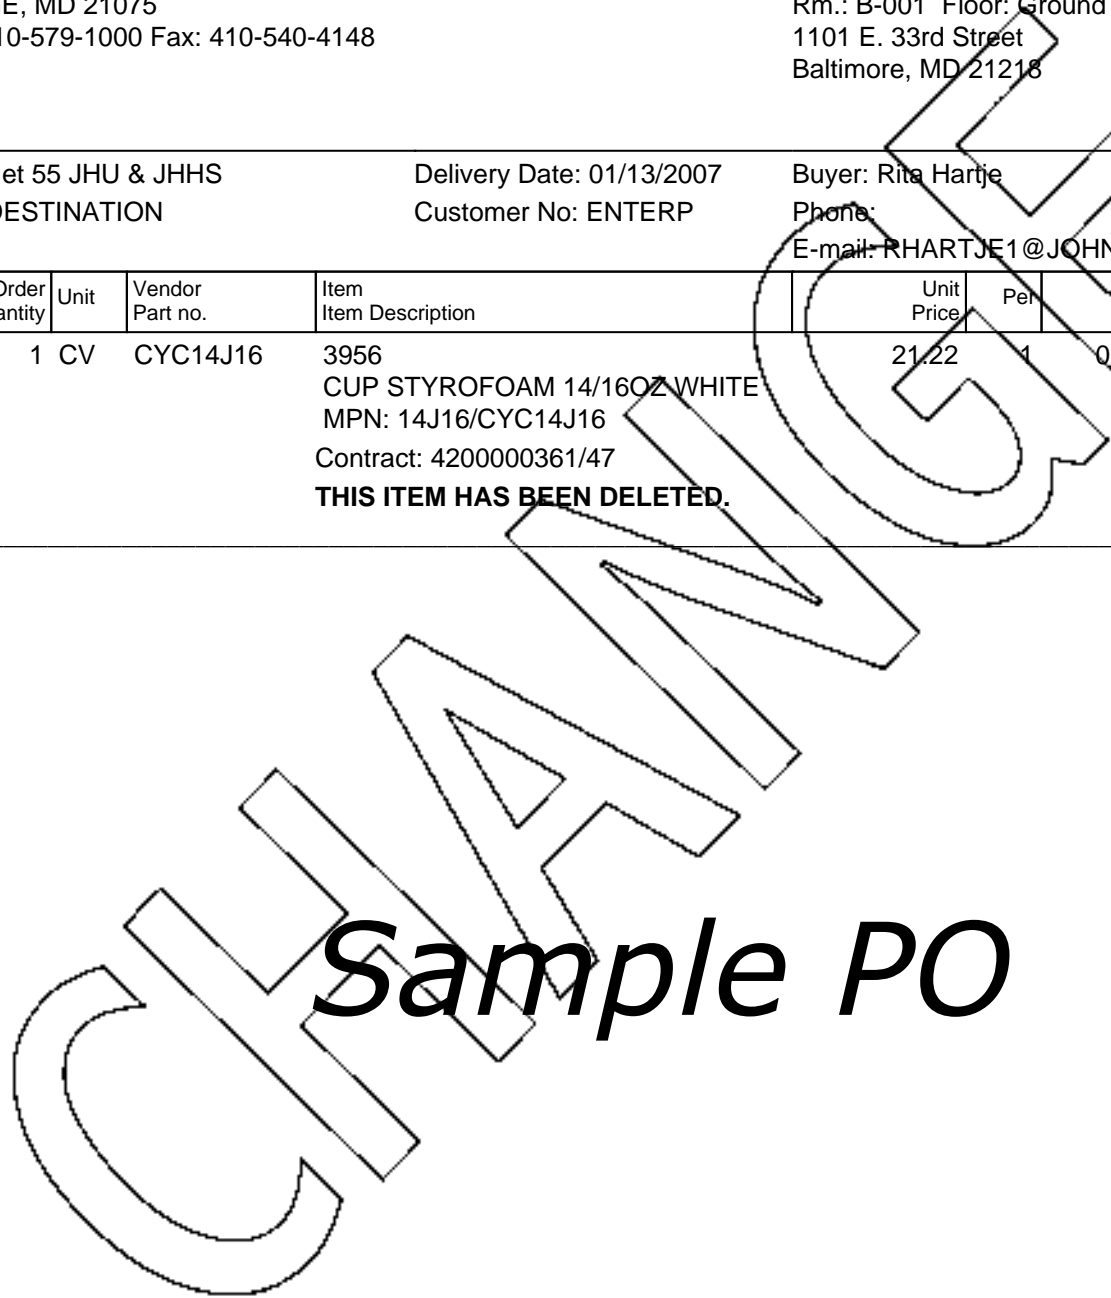 E, MD 21075
10-579-1000 Fax: 410-540-4148
Rm.: B-001 Floor: Ground
1101 E. 33rd Street
Baltimore, MD 21218
et 55 JHU & JHHS
DESTINATION
Delivery Date: 01/13/2007
Customer No: ENTERP
Buyer: Rita Hartje
Phone:
E-mail: RHARTJE1@JOHN
Order
antity
Unit
Vendor
Part no.
Item
Item Description
Unit
Price
Per
1 CV CYC14J16 3956 21.22 1 0
CUP STYROFOAM 14/16OZ WHITE
MPN: 14J16/CYC14J16
Contract: 4200000361/47
THIS ITEM HAS BEEN DELETED.
CHANGE
Sample PO